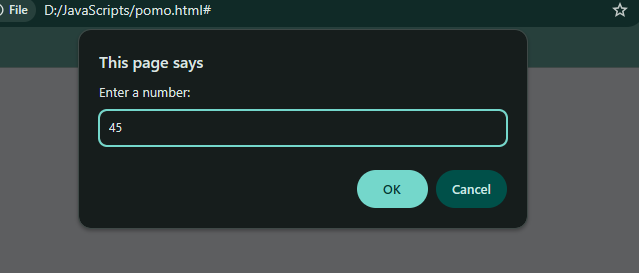 File D:/JavaScripts/pomo.html#
This page says
Enter a number:
45
OK Cancel